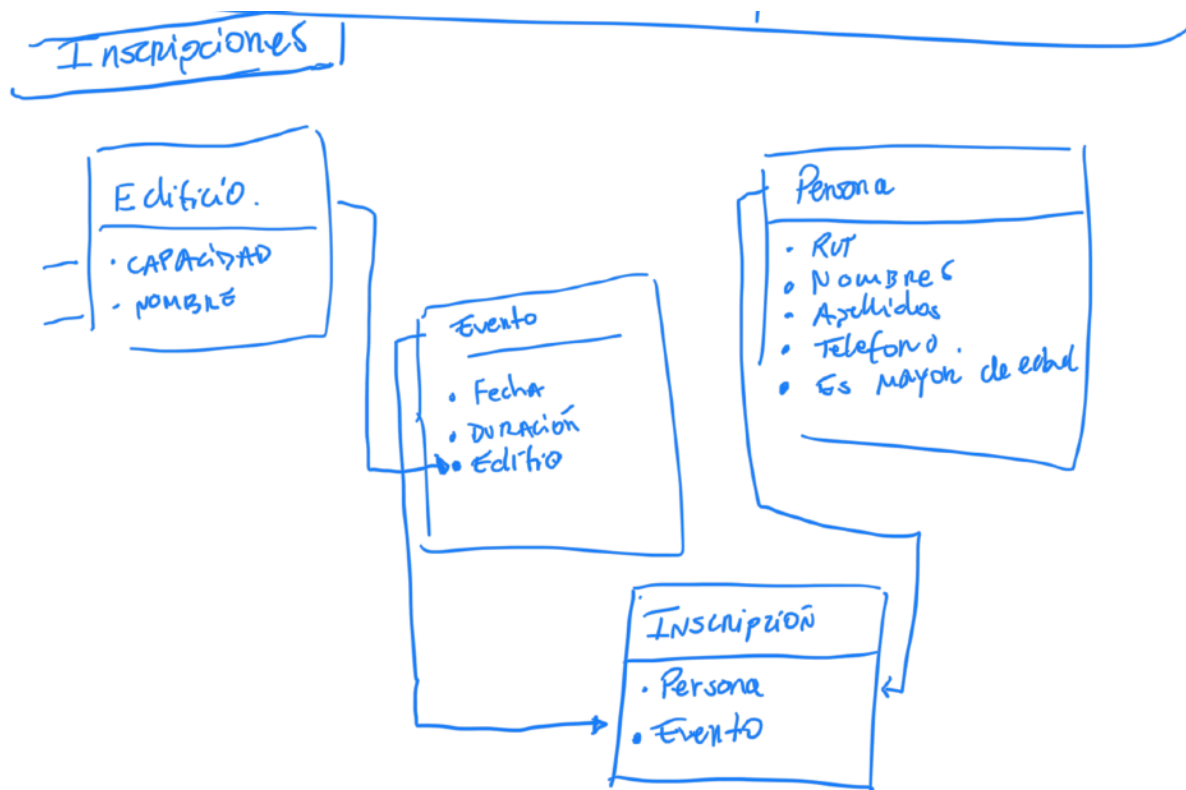 Inscripciones
Edificio.
· CAPACIDAD
· NOMBRE
Evento
· Fecha
· DURACIÓN
· Edifio
Persona
· RUT
· NOMBRES
· Apellidos
· Telefono.
· Es mayor de edad
INSCRIPCIÓN
· Persona
· Evento